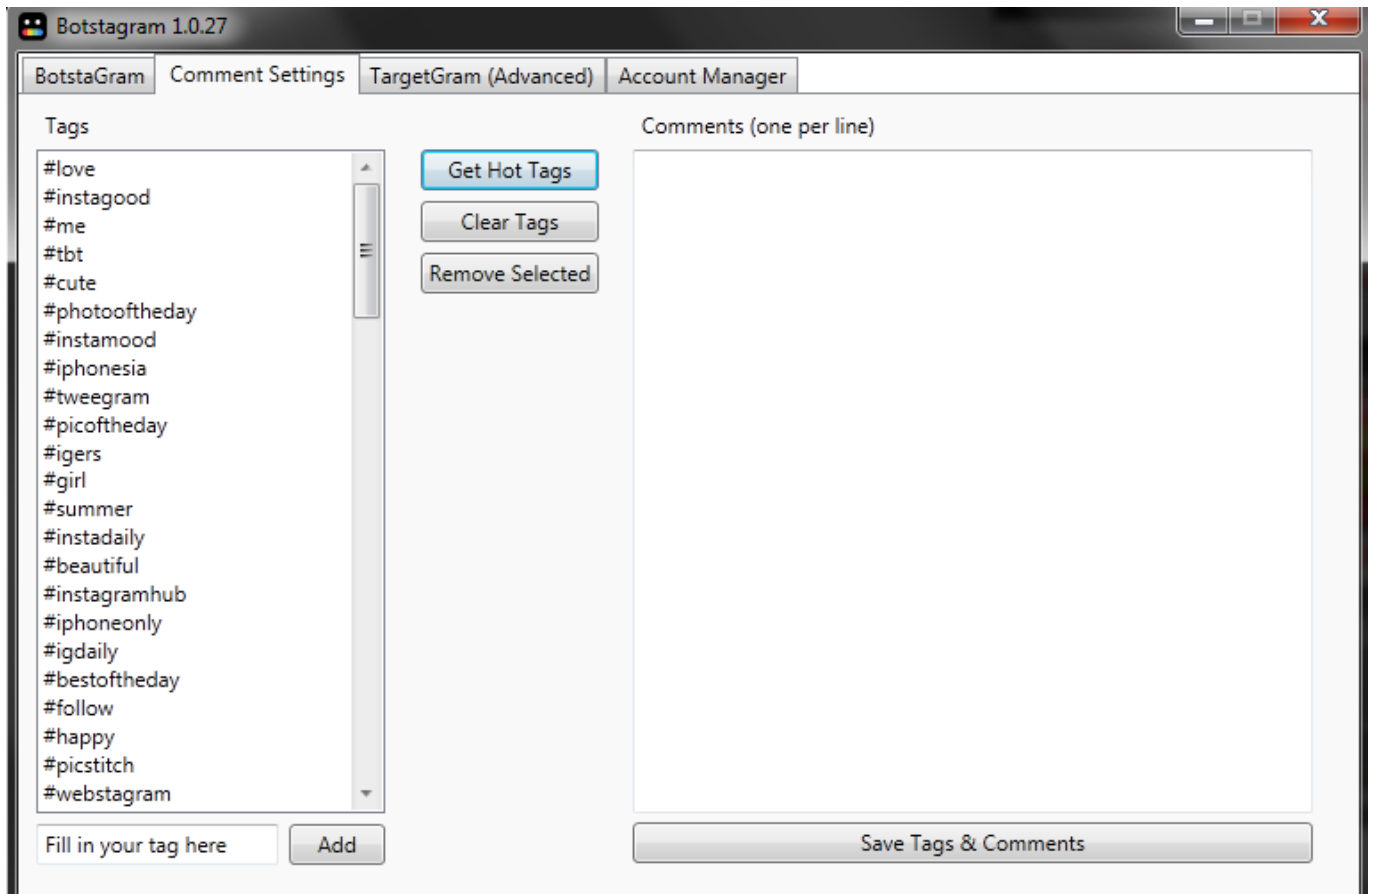 Botstagram 1.0.27
BotstaGram
Comment Settings
TargetGram (Advanced)
Account Manager
Tags
#love
#instagood
#me
#tbt
#cute
#photooftheday
#instamood
#iphonesia
#tweegram
#picoftheday
#igers
#girl
#summer
#instadaily
#beautiful
#instagramhub
#iphoneonly
#igdaily
#bestoftheday
#follow
#happy
#picstitch
#webstagram
Fill in your tag here
Add
Get Hot Tags
Clear Tags
Remove Selected
Comments (one per line)
Save Tags & Comments